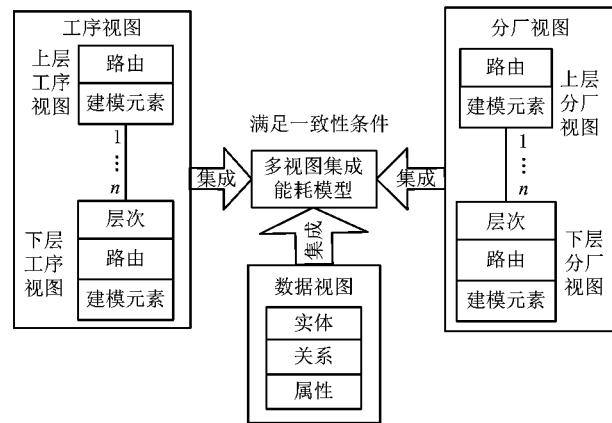 工序视图
上层
工序
视图
路由
建模元素
1
…
n
下层
工序
视图
层次
路由
建模元素
集成
满足一致性条件
多视图集成
能耗模型
集成
集成
数据视图
实体
关系
属性
分厂视图
路由
建模元素
上层
分厂
视图
1
…
n
层次
路由
建模元素
下层
分厂
视图